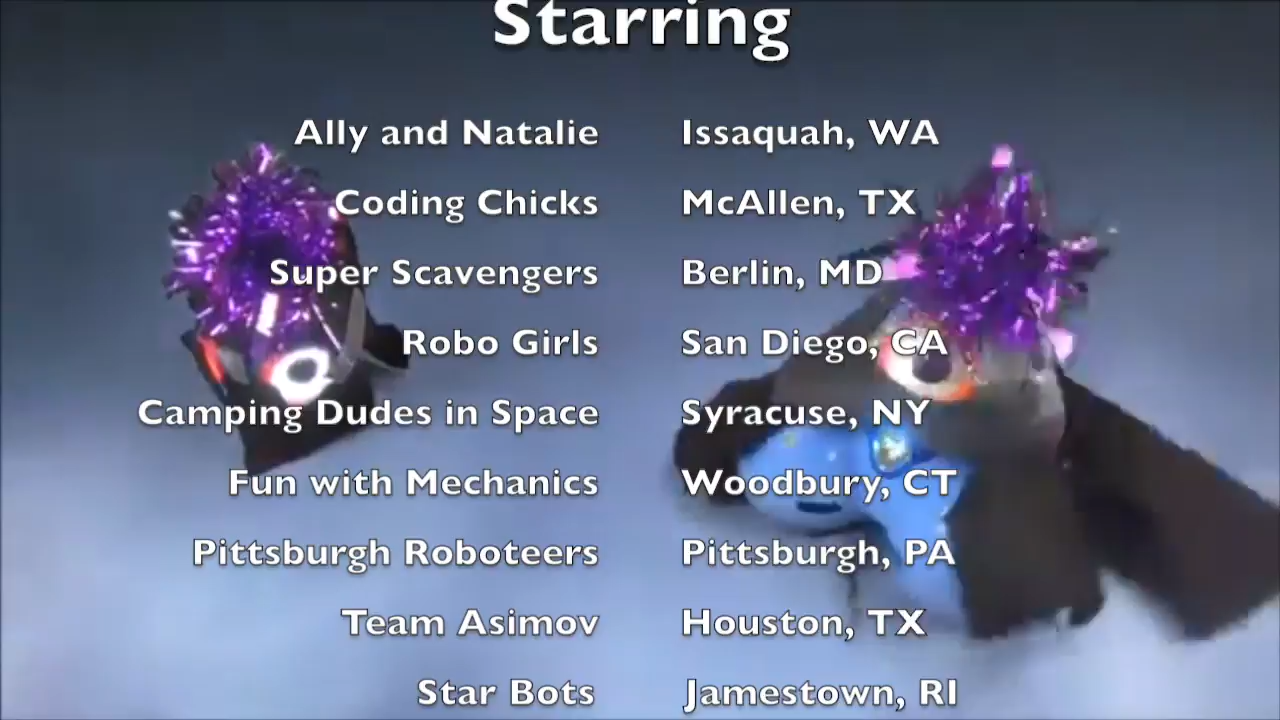 Starring
Ally and Natalie Issaquah, WA
Coding Chicks McAllen, TX
Super Scavengers Berlin, MD
Robo Girls San Diego, CA
Camping Dudes in Space Syracuse, NY
Fun with Mechanics Woodbury, CT
Pittsburgh Roboteers Pittsburgh, PA
Team Asimov Houston, TX
Star Bots Jamestown, RI